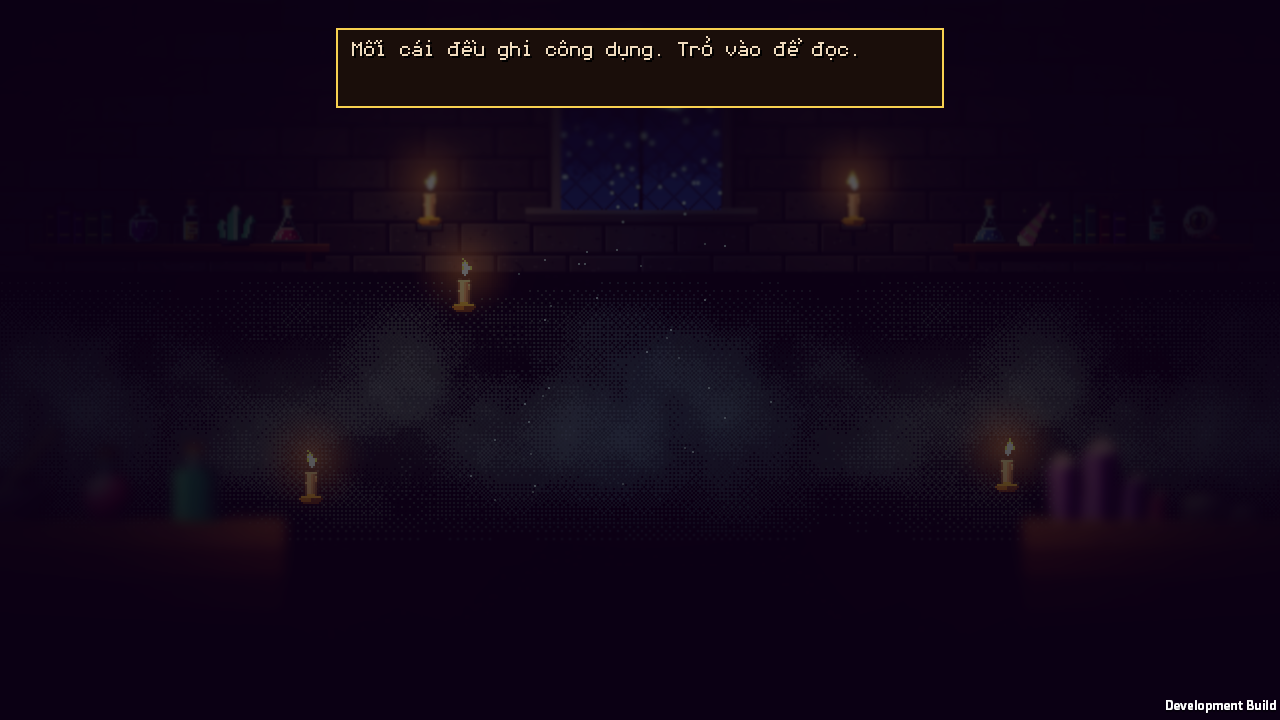 Mỗi cái đều ghi công dụng. Trỏ vào để đọc.
Development Build